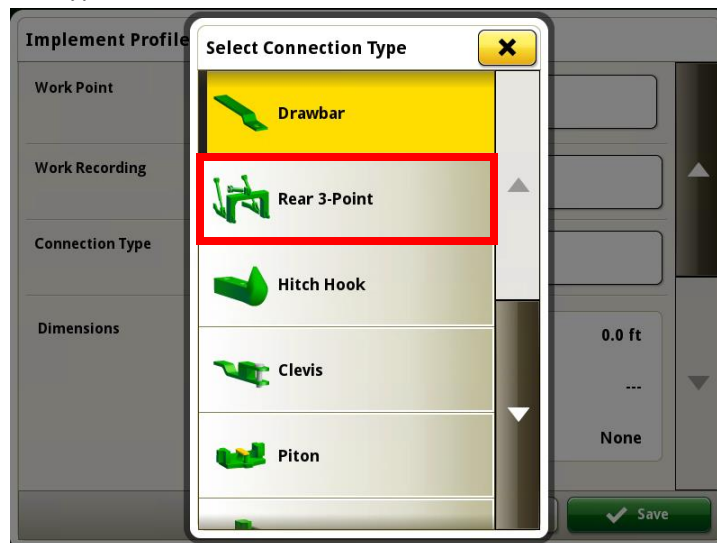 Implement Profile
Select Connection Type
Work Point
Drawbar
Work Recording
Rear 3-Point
Connection Type
Hitch Hook
Dimensions
0.0 ft
Clevis
---
None
Piton
Save